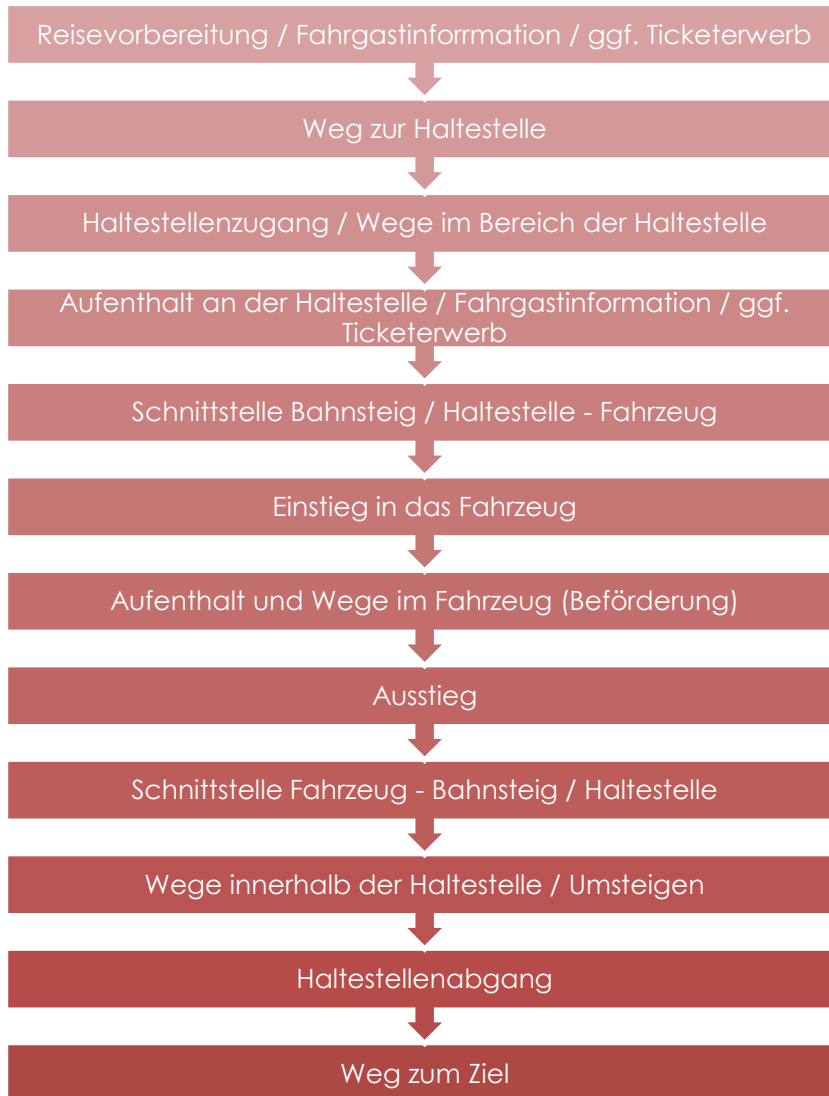 Reisevorbereitung / Fahrgastinforrmation / ggf. Ticketerwerb
Weg zur Haltestelle
Haltestellenzugang / Wege im Bereich der Haltestelle
Aufenthalt an der Haltestelle / Fahrgastinformation / ggf.
Ticketerwerb
Schnittstelle Bahnsteig / Haltestelle - Fahrzeug
Einstieg in das Fahrzeug
Aufenthalt und Wege im Fahrzeug (Beförderung)
Ausstieg
Schnittstelle Fahrzeug - Bahnsteig / Haltestelle
Wege innerhalb der Haltestelle / Umsteigen
Haltestellenabgang
Weg zum Ziel